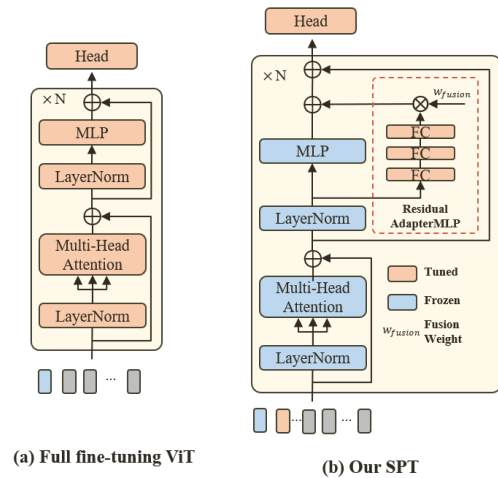 Head
× N
MLP
LayerNorm
Multi-Head
Attention
LayerNorm
...
(a) Full fine-tuning ViT
Head
× N
w_fusion
FC
FC
FC
Residual
AdapterMLP
MLP
LayerNorm
Multi-Head
Attention
LayerNorm
Tuned
Frozen
w_fusion Fusion
Weight
... ...
(b) Our SPT